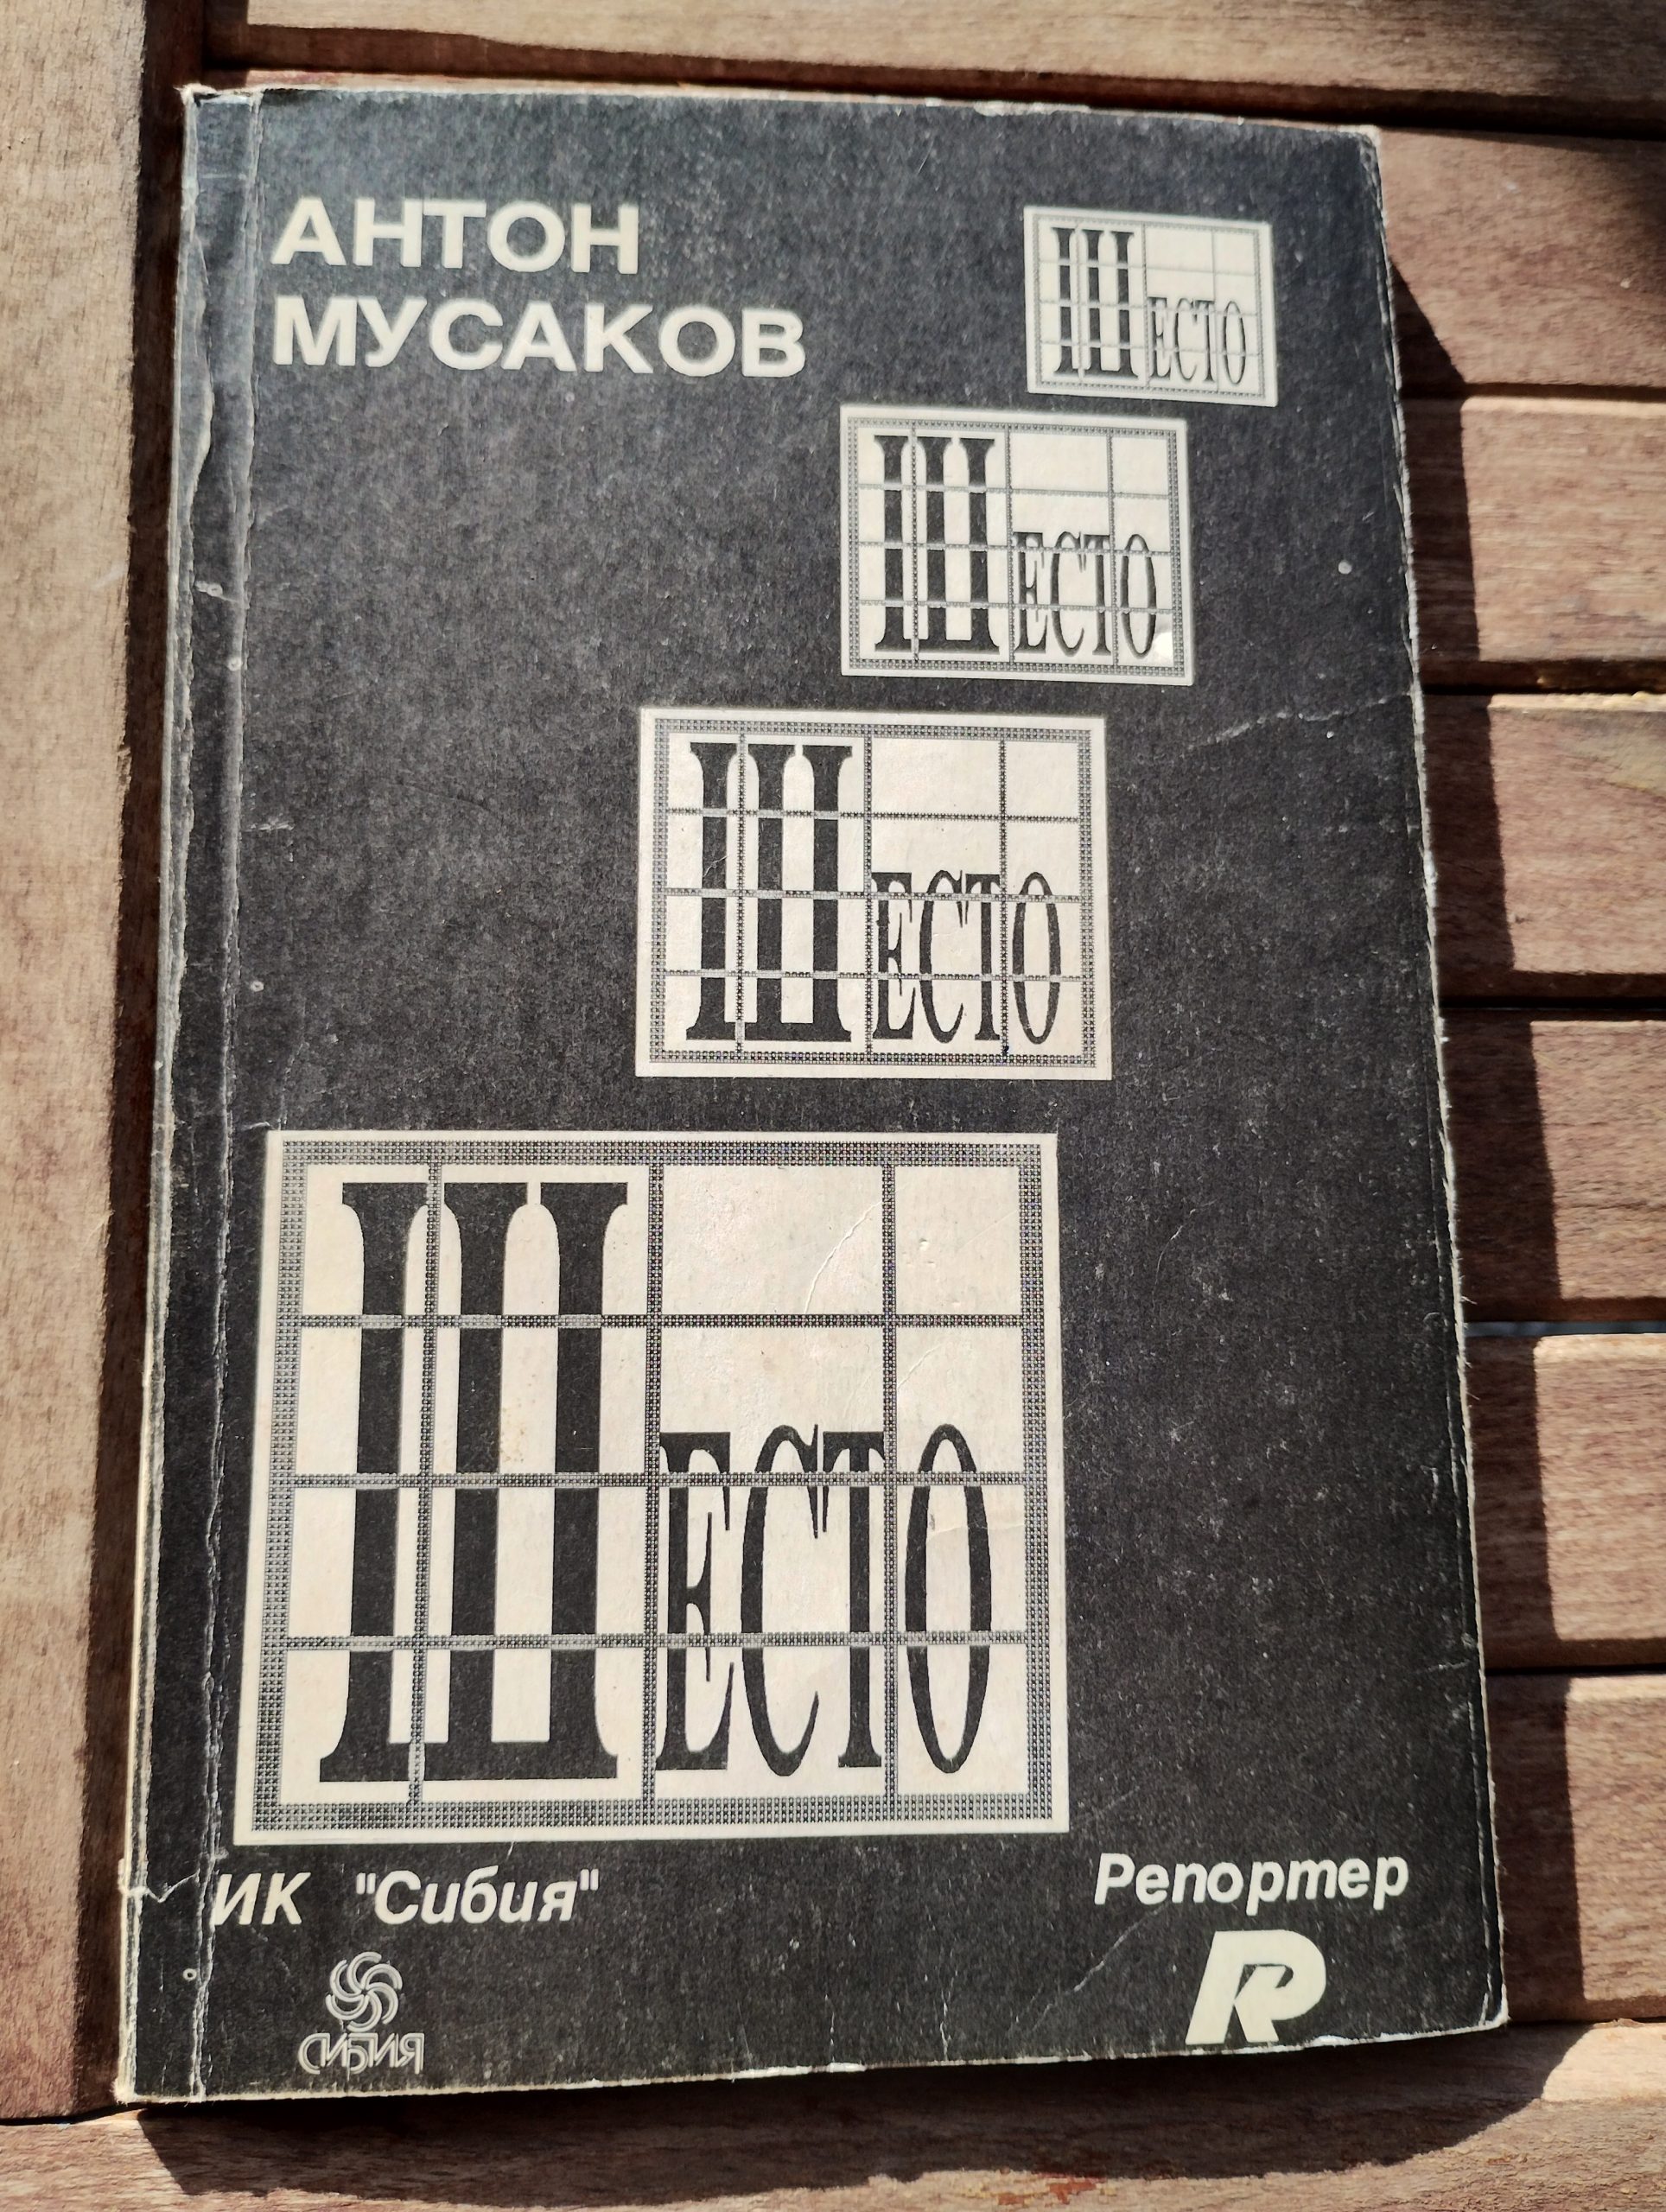 АНТОН
МУСАКОВ
ШЕСТО
ШЕСТО
ШЕСТО
ШЕСТО
ИК "Сибия"
Репортер
СИБИЯ
R